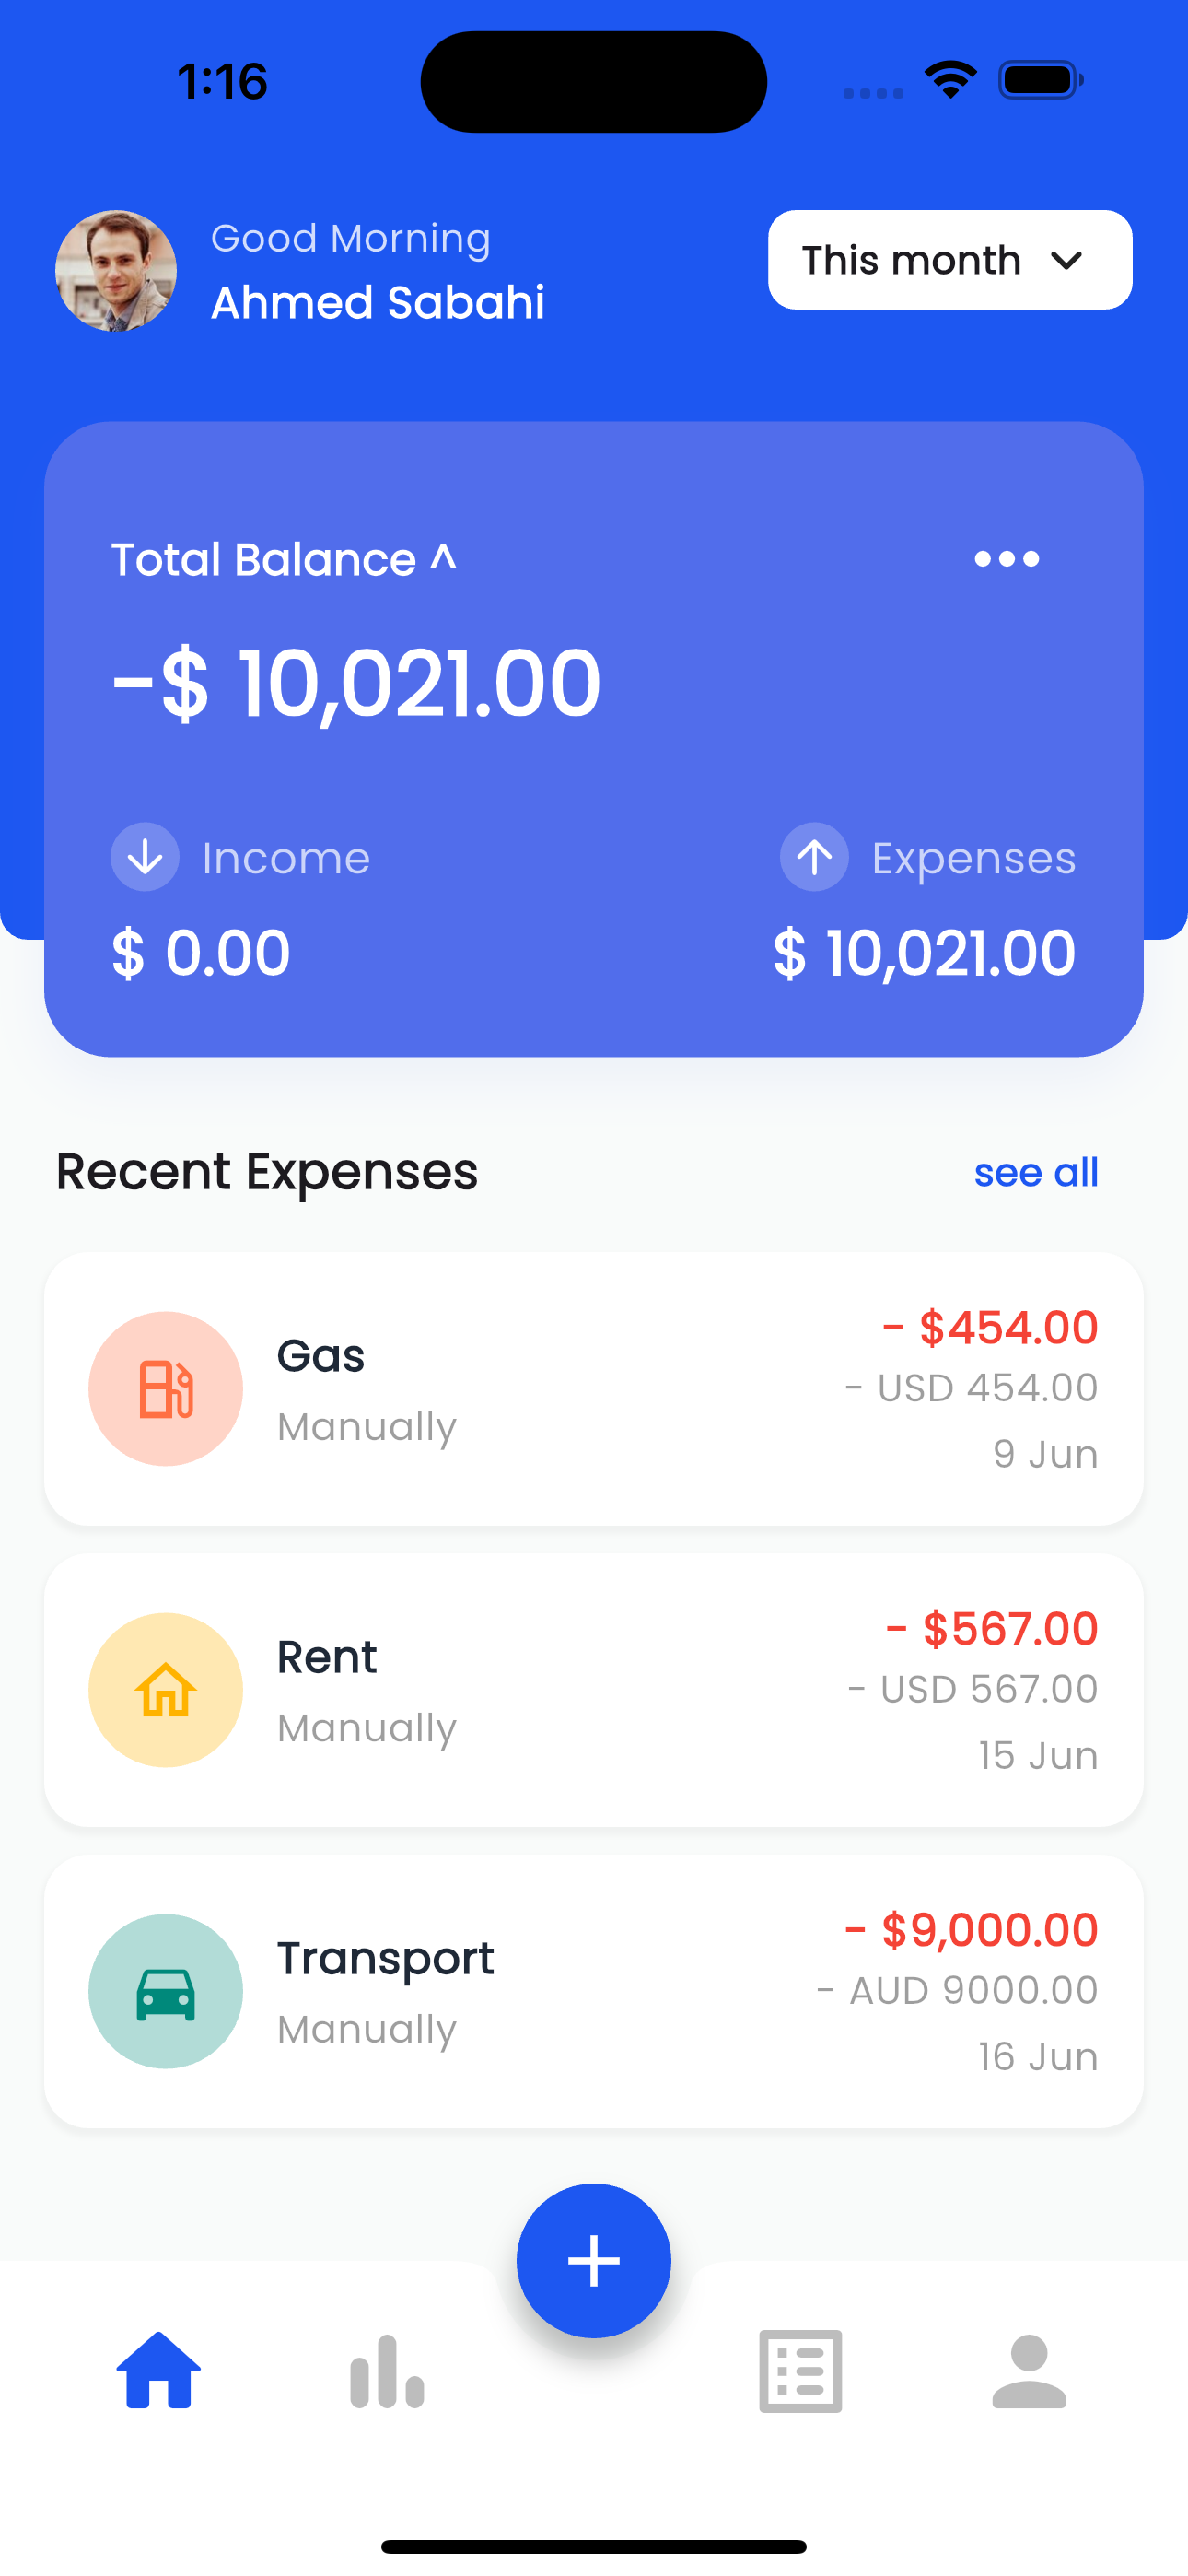 1:16
Good Morning
Ahmed Sabahi
This month
Total Balance ^
-$ 10,021.00
Income
Expenses
$ 0.00
$ 10,021.00
Recent Expenses
see all
Gas
Manually
- $454.00
- USD 454.00
9 Jun
Rent
Manually
- $567.00
- USD 567.00
15 Jun
Transport
Manually
- $9,000.00
- AUD 9000.00
16 Jun